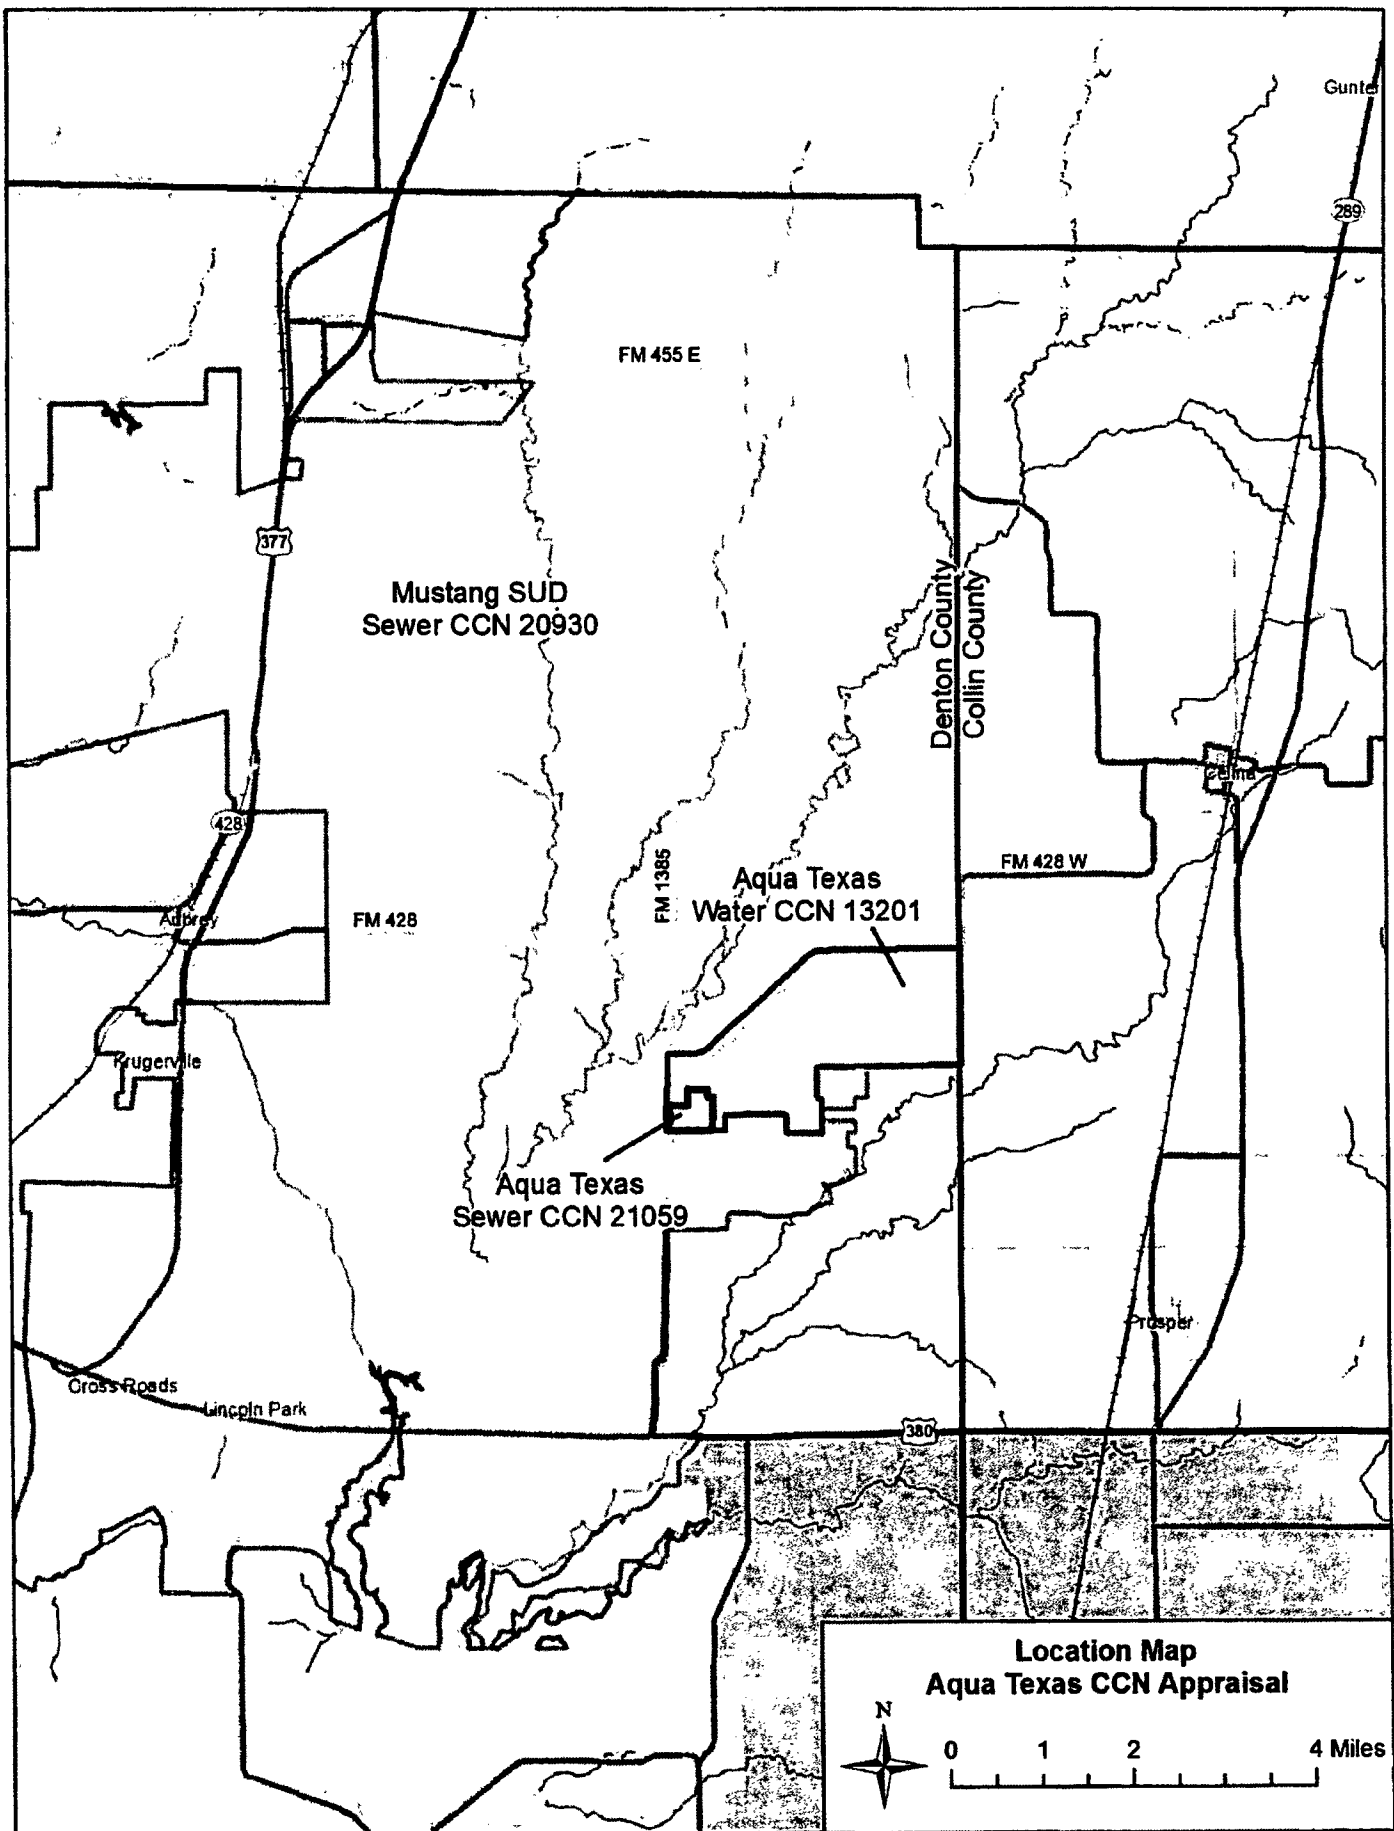 Gunter
289
FM 455 E
377
Mustang SUD
Sewer CCN 20930
Denton County
Collin County
Celina
428
FM 1385
FM 428 W
Aqua Texas
Water CCN 13201
Aubrey
FM 428
Krugerville
Aqua Texas
Sewer CCN 21059
Prosper
Cross Roads
Lincoln Park
380
Location Map
Aqua Texas CCN Appraisal
N
0 1 2 4 Miles